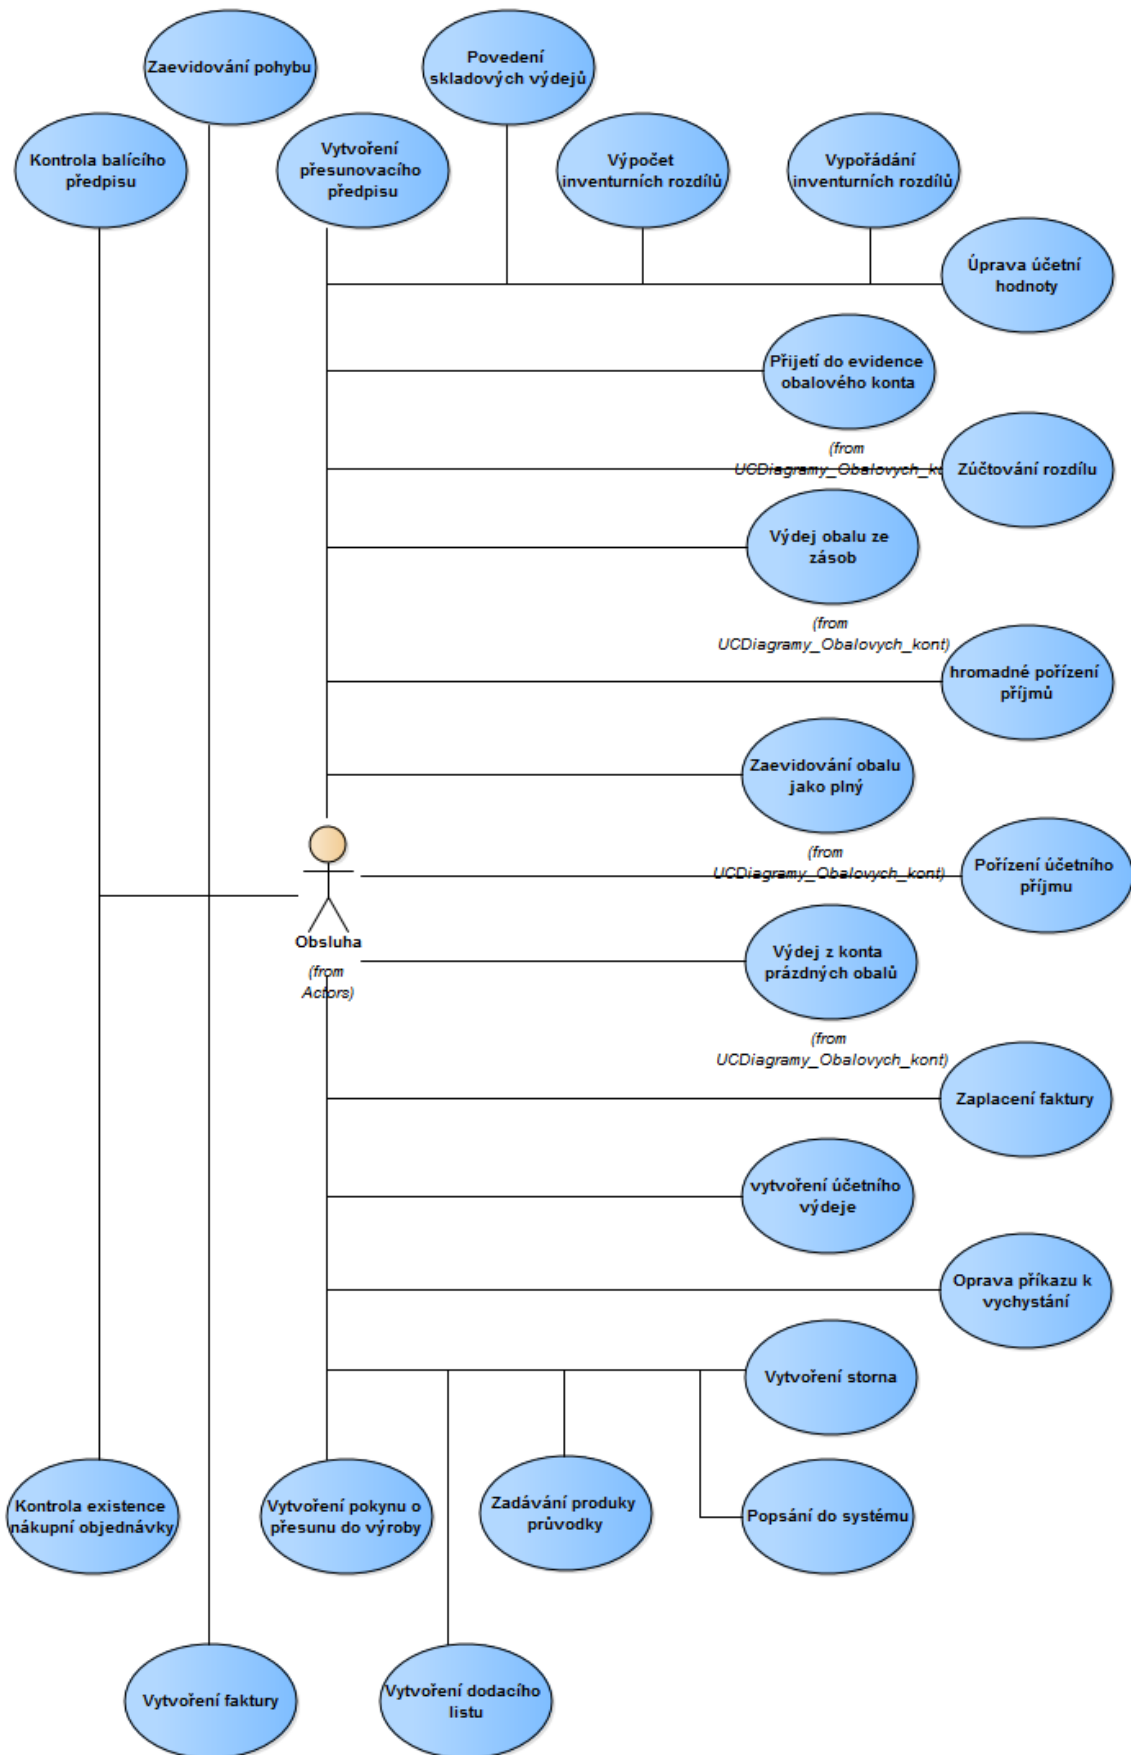 Zaevidování pohybu
Povedení
skladových výdejů
Kontrola balícího
předpisu
Vytvoření
přesunovacího
předpisu
Výpočet
inventurních rozdílů
Vypořádání
inventurních rozdílů
Úprava účetní
hodnoty
Přijetí do evidence
obalového konta
(from
UCDiagramy_Obalovych_k
Zúčtování rozdílu
Výdej obalu ze
zásob
(from
UCDiagramy_Obalovych_kont)
hromadné pořízení
příjmů
Zaevidování obalu
jako plný
(from
UCDiagramy_Obalovych_kont)
Pořízení účetního
příjmu
Obsluha
(from
Actors)
Výdej z konta
prázdných obalů
(from
UCDiagramy_Obalovych_kont)
Zaplacení faktury
vytvoření účetního
výdeje
Oprava příkazu k
vychystání
Vytvoření storna
Kontrola existence
nákupní objednávky
Vytvoření pokynu o
přesunu do výroby
Zadávání produky
průvodky
Popsání do systému
Vytvoření faktury
Vytvoření dodacího
listu